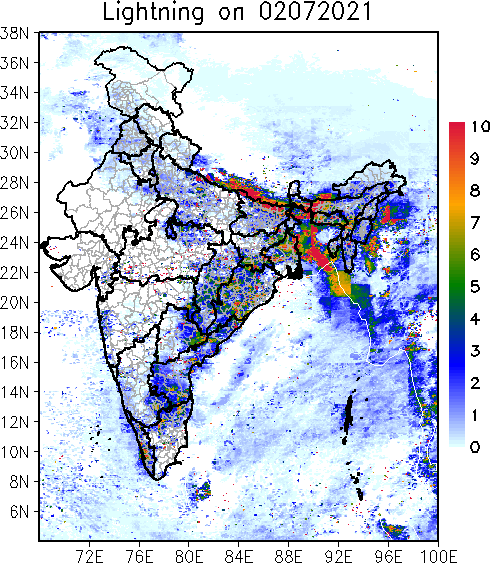 Lightning on 02072021
38N
36N
34N
32N
30N
28N
26N
24N
22N
20N
18N
16N
14N
12N
10N
8N
6N
72E 76E 80E 84E 88E 92E 96E 100E
10
9
8
7
6
5
4
3
2
1
0